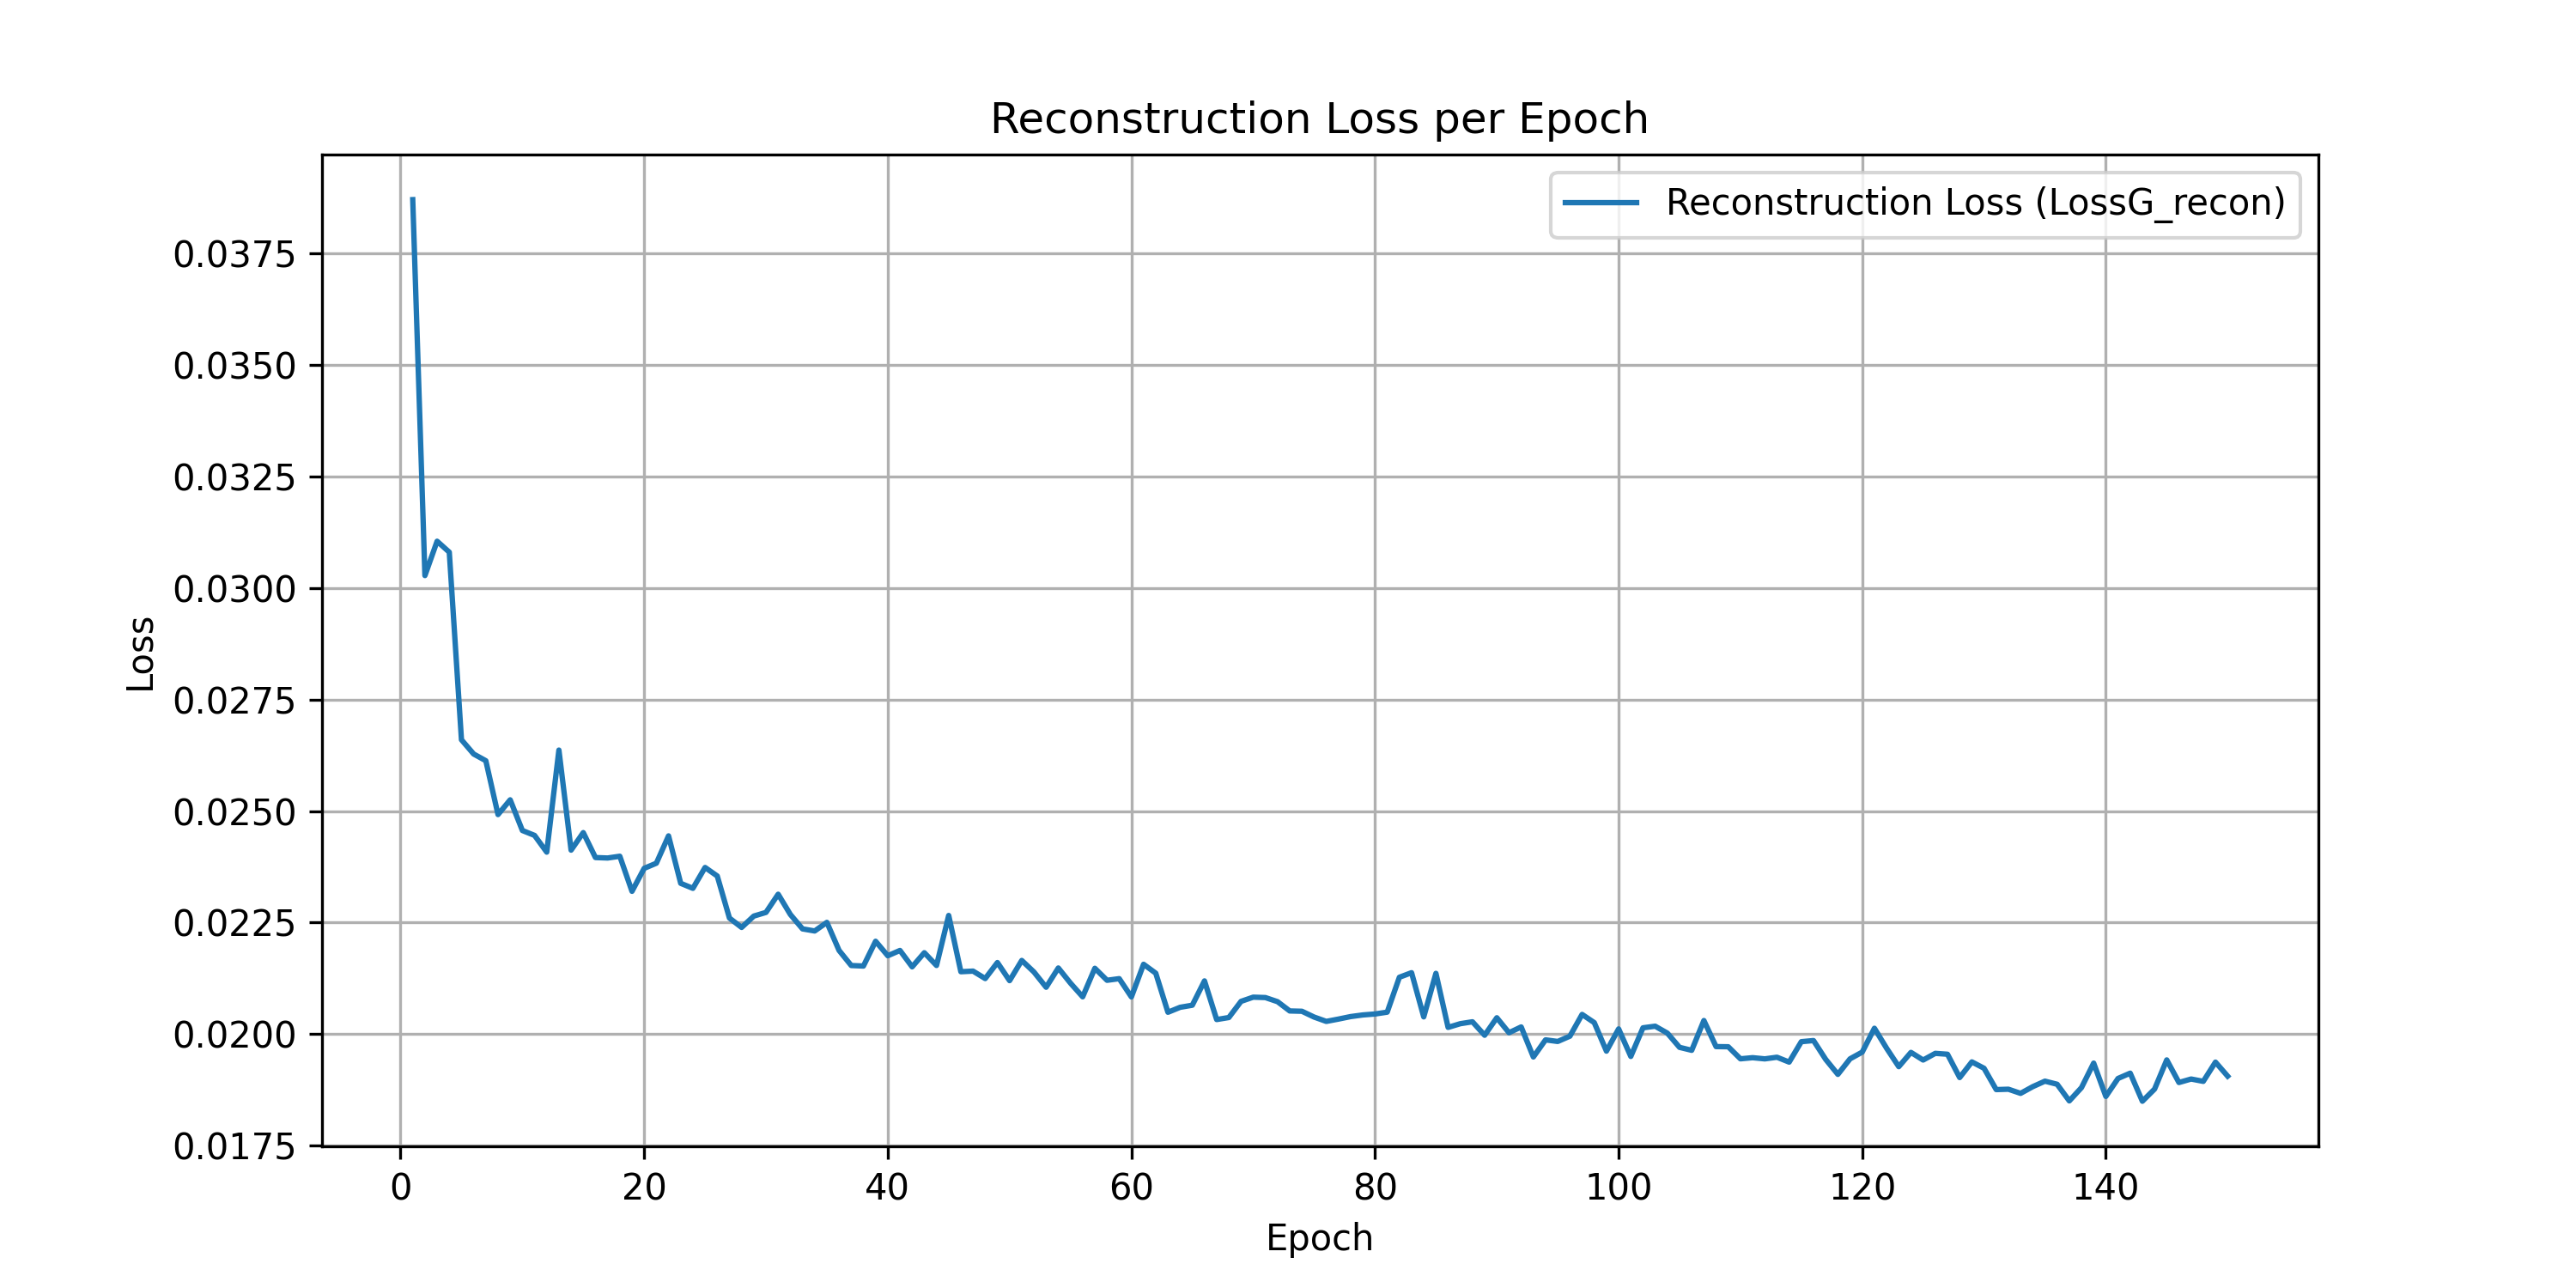 Reconstruction Loss per Epoch
Reconstruction Loss (LossG_recon)
0.0375
0.0350
0.0325
0.0300
0.0275
0.0250
0.0225
0.0200
0.0175
Loss
0 20 40 60 80 100 120 140
Epoch